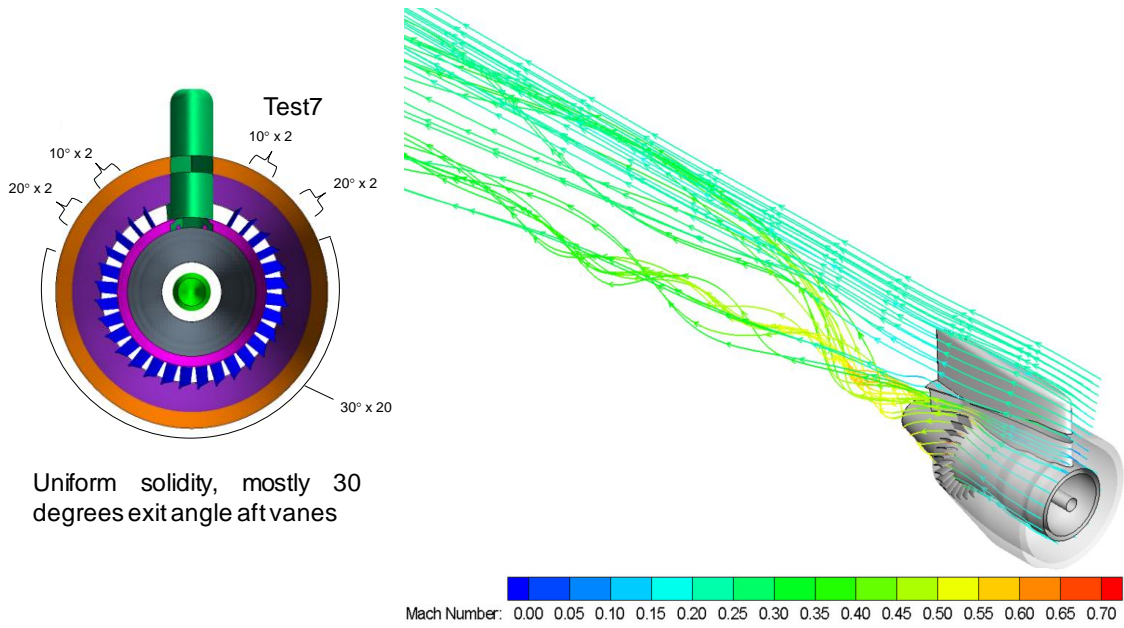 Test7
10° x 2
10° x 2
20° x 2
20° x 2
30° x 20
Uniform solidity, mostly 30
degrees exit angle aft vanes
Mach Number: 0.00 0.05 0.10 0.15 0.20 0.25 0.30 0.35 0.40 0.45 0.50 0.55 0.60 0.65 0.70